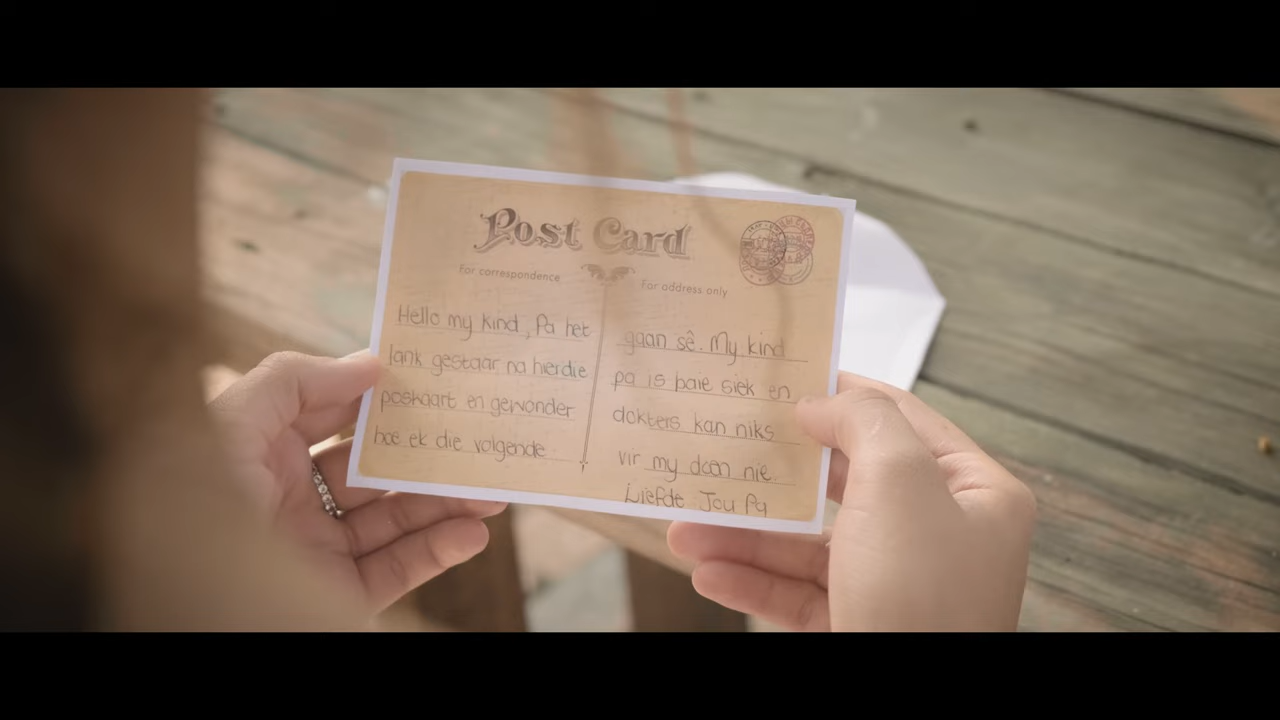 Post Card
For correspondence
For address only
Hello my kind, Pa het
lank gestaar na hierdie
poskaart en gewonder
hoe ek die volgende
gaan sê. My kind
pa is baie siek en
dokters kan niks
vir my doen nie.
Liefde Jou Pa